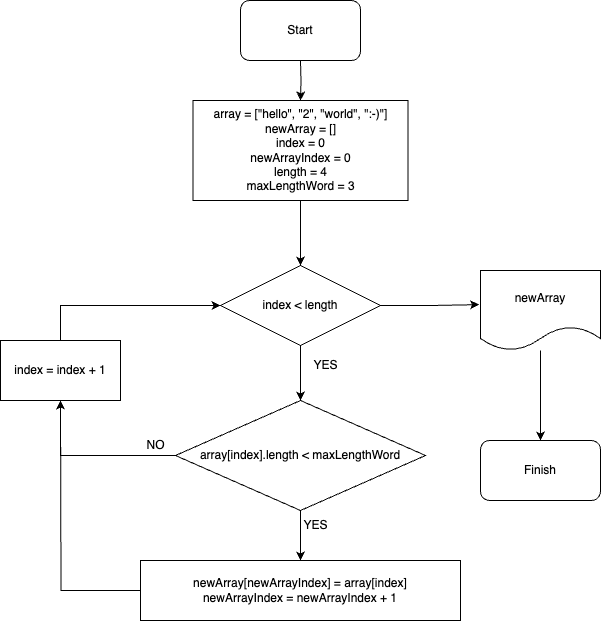 Start
array = ["hello", "2", "world", ":-)"]
newArray = []
index = 0
newArrayIndex = 0
length = 4
maxLengthWord = 3
index < length
newArray
YES
index = index + 1
NO
array[index].length < maxLengthWord
Finish
YES
newArray[newArrayIndex] = array[index]
newArrayIndex = newArrayIndex + 1